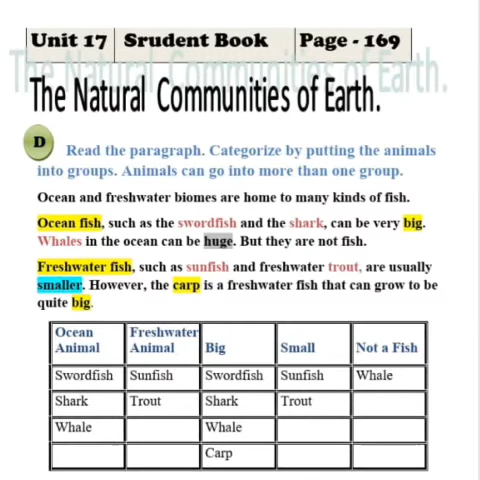 Unit 17 Srudent Book Page - 169
The Natural Communities of Earth.
The Natural Communities of Earth.
D
Read the paragraph. Categorize by putting the animals
into groups. Animals can go into more than one group.
Ocean and freshwater biomes are home to many kinds of fish.
Ocean fish, such as the swordfish and the shark, can be very big.
Whales in the ocean can be huge. But they are not fish.
Freshwater fish, such as sunfish and freshwater trout, are usually
smaller. However, the carp is a freshwater fish that can grow to be
quite big.
Ocean Freshwater
Animal Animal Big Small Not a Fish
Swordfish Sunfish Swordfish Sunfish Whale
Shark Trout Shark Trout
Whale Whale
Carp